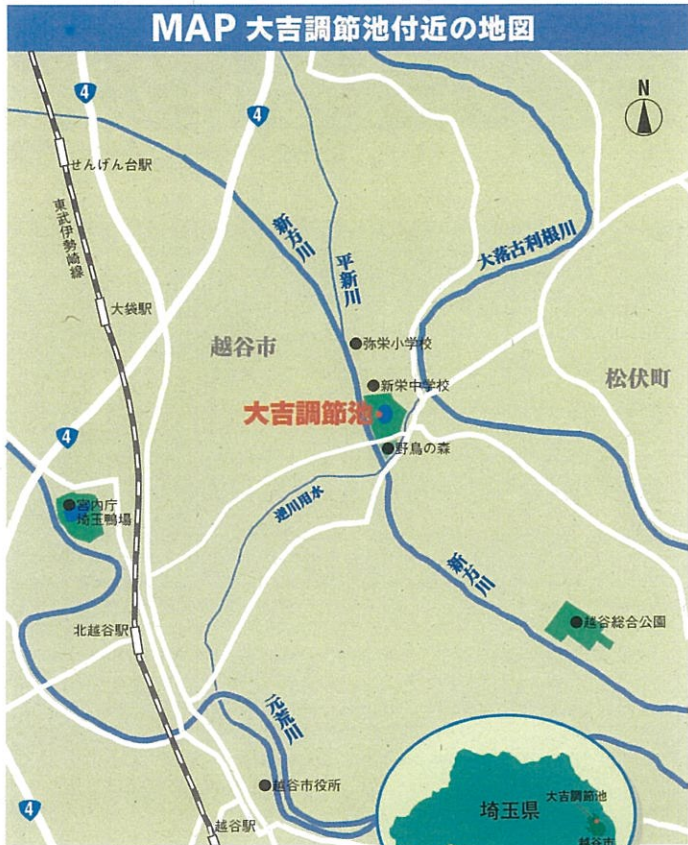 MAP 大吉調節池付近の地図
4
4
N
せんげん台駅
東武伊勢崎線
新方川
平新川
大落古利根川
大袋駅
越谷市
●弥栄小学校
松伏町
●新栄中学校
大吉調節池
4
●野鳥の森
逆川用水
●宮内庁
埼玉鴨場
新方川
北越谷駅
●越谷総合公園
元荒川
●越谷市役所
大吉調節池
埼玉県
4
越谷駅
越谷市